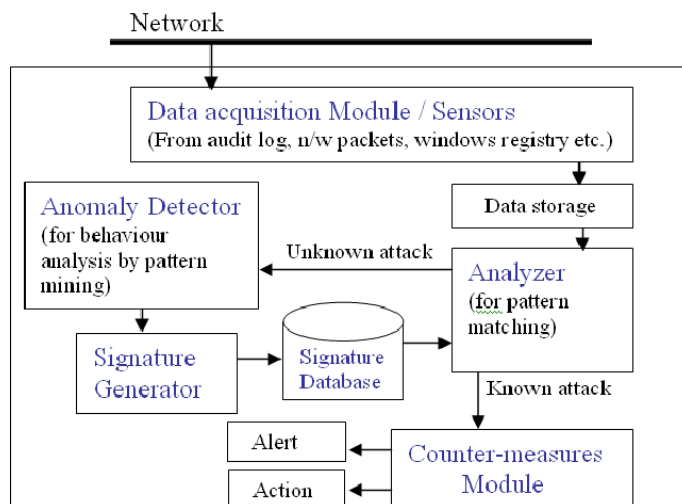 Network
Data acquisition Module / Sensors
(From audit log, n/w packets, windows registry etc.)
Data storage
Anomaly Detector
(for behaviour
analysis by pattern
mining)
Unknown attack
Analyzer
(for pattern
matching)
Signature
Generator
Signature
Database
Known attack
Alert
Action
Counter-measures
Module